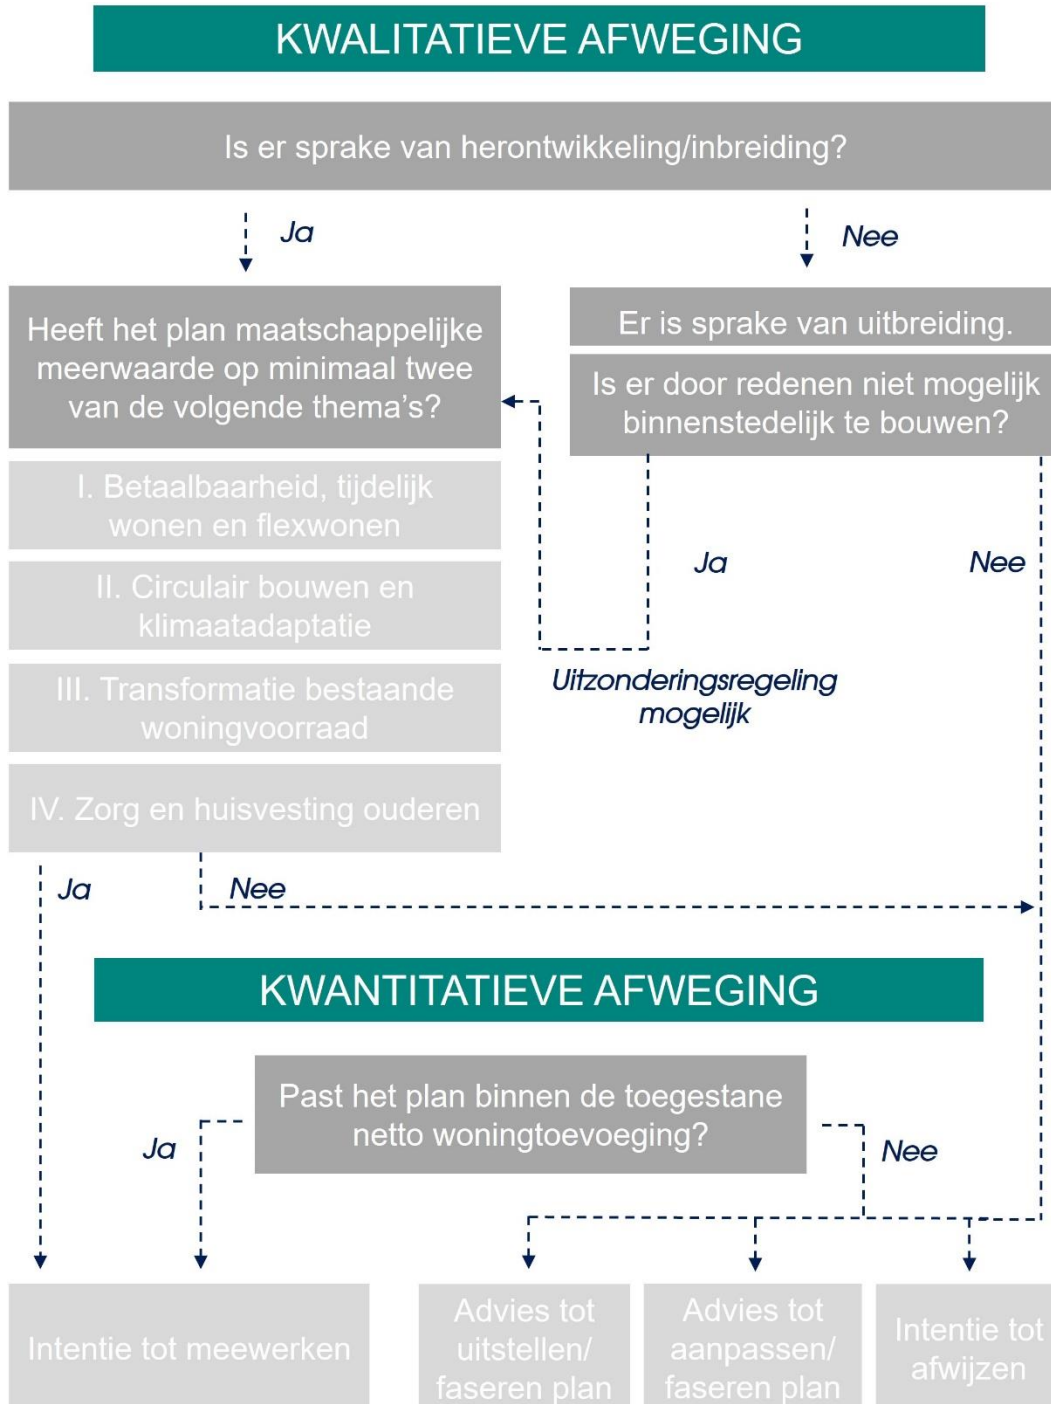 KWALITATIEVE AFWEGING
Is er sprake van herontwikkeling/inbreiding?
Ja
Nee
Heeft het plan maatschappelijke
meerwaarde op minimaal twee
van de volgende thema's?
Er is sprake van uitbreiding.
Is er door redenen niet mogelijk
binnenstedelijk te bouwen?
I. Betaalbaarheid, tijdelijk
wonen en flexwonen
II. Circulair bouwen en
klimaatadaptatie
III. Transformatie bestaande
woningvoorraad
IV. Zorg en huisvesting ouderen
Ja
Nee
Uitzonderingsregeling
mogelijk
Ja
Nee
KWANTITATIEVE AFWEGING
Past het plan binnen de toegestane
netto woningtoevoeging?
Ja
Nee
Intentie tot meewerken
Advies tot
uitstellen/
faseren plan
Advies tot
aanpassen/
faseren plan
Intentie tot
afwijzen